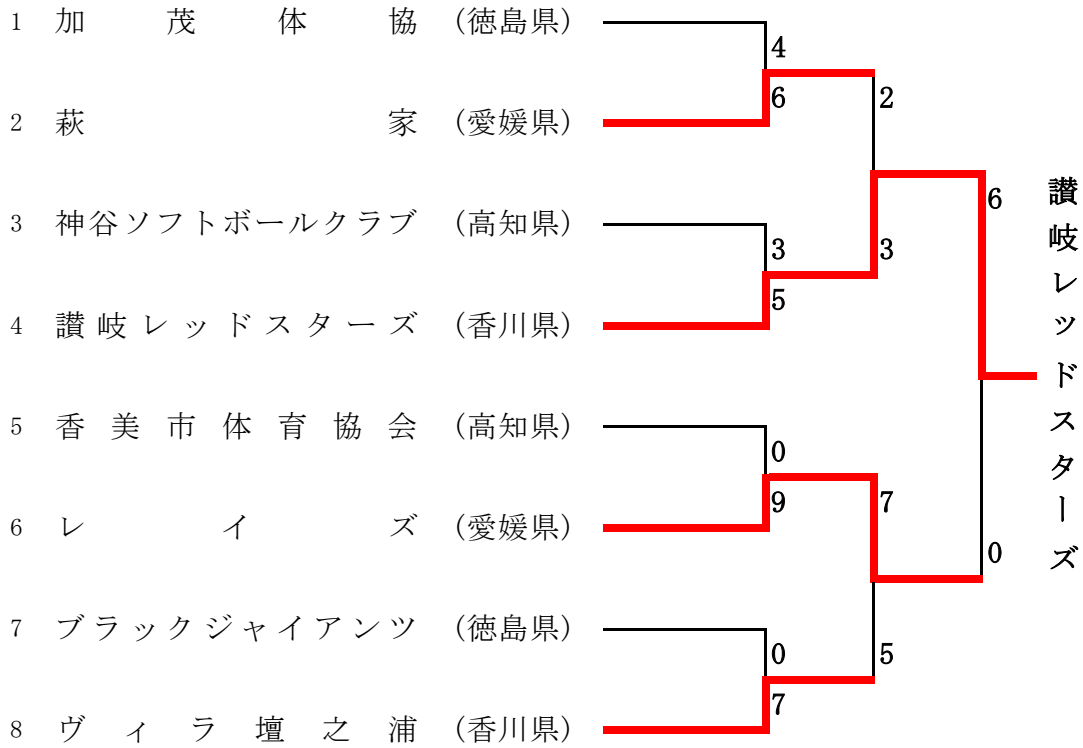 1 加茂体協 (徳島県)
4
6
2
2 萩家 (愛媛県)
6
3 神谷ソフトボールクラブ (高知県)
3
3
5
4 讃岐レッドスターズ (香川県)
讃岐レッドスターズ
5 香美市体育協会 (高知県)
0
9
7
6 レイズ (愛媛県)
0
7 ブラックジャイアンツ (徳島県)
0
5
7
8 ヴィラ壇之浦 (香川県)